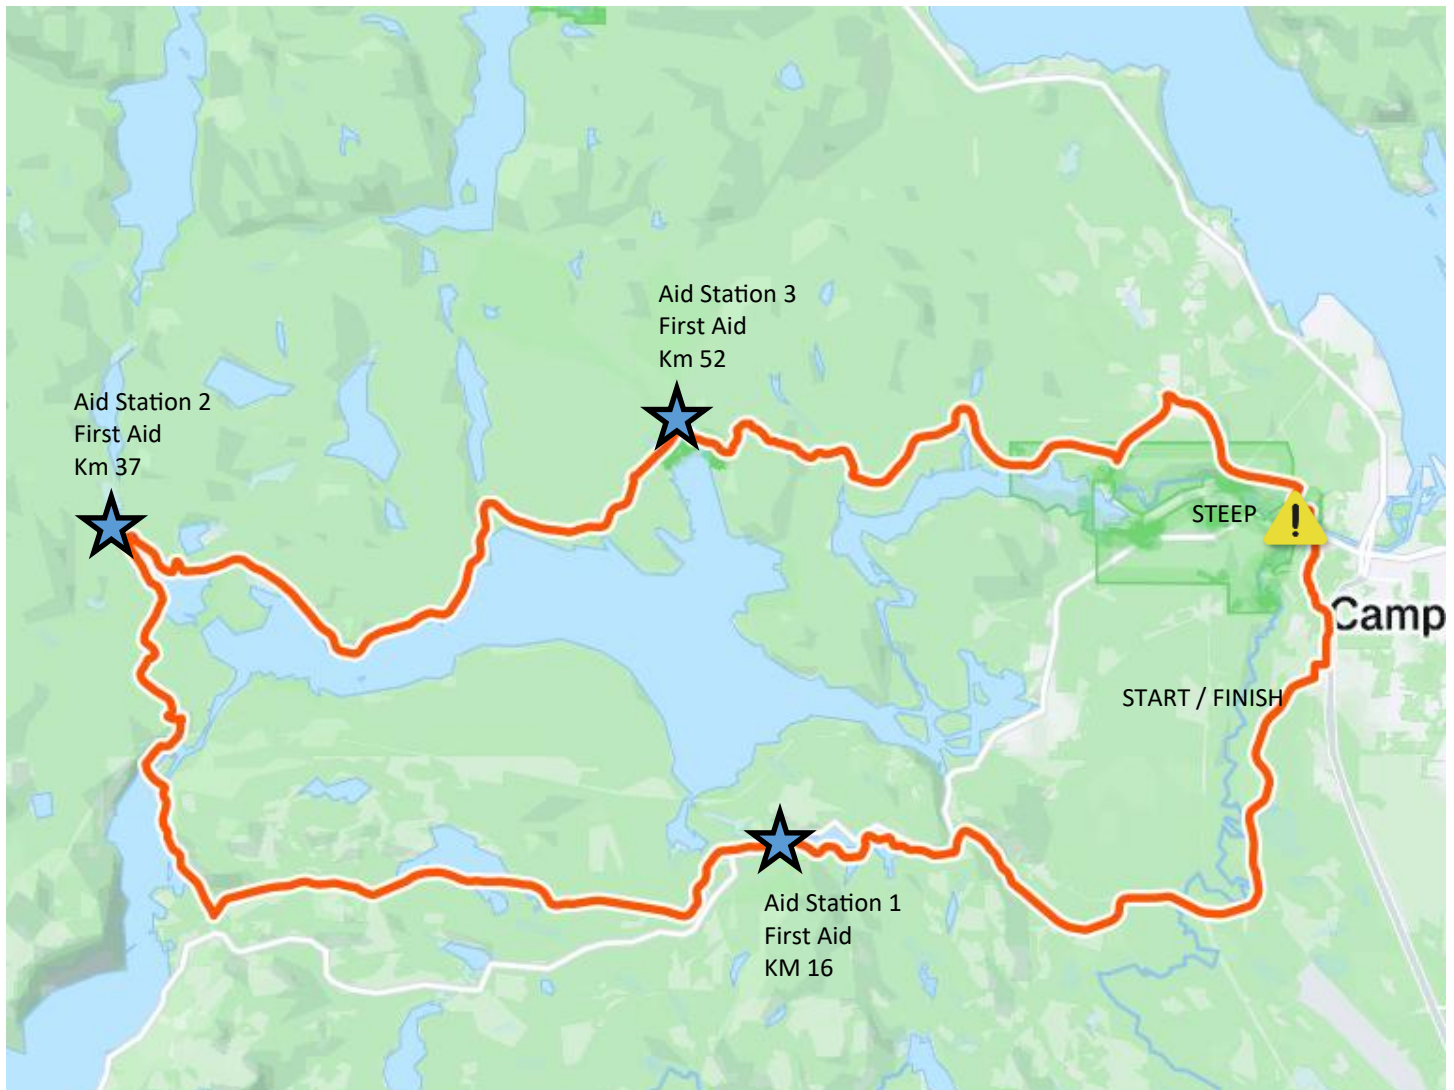 Aid Station 3
First Aid
Km 52
Aid Station 2
First Aid
Km 37
STEEP
!
Camp
START / FINISH
Aid Station 1
First Aid
KM 16